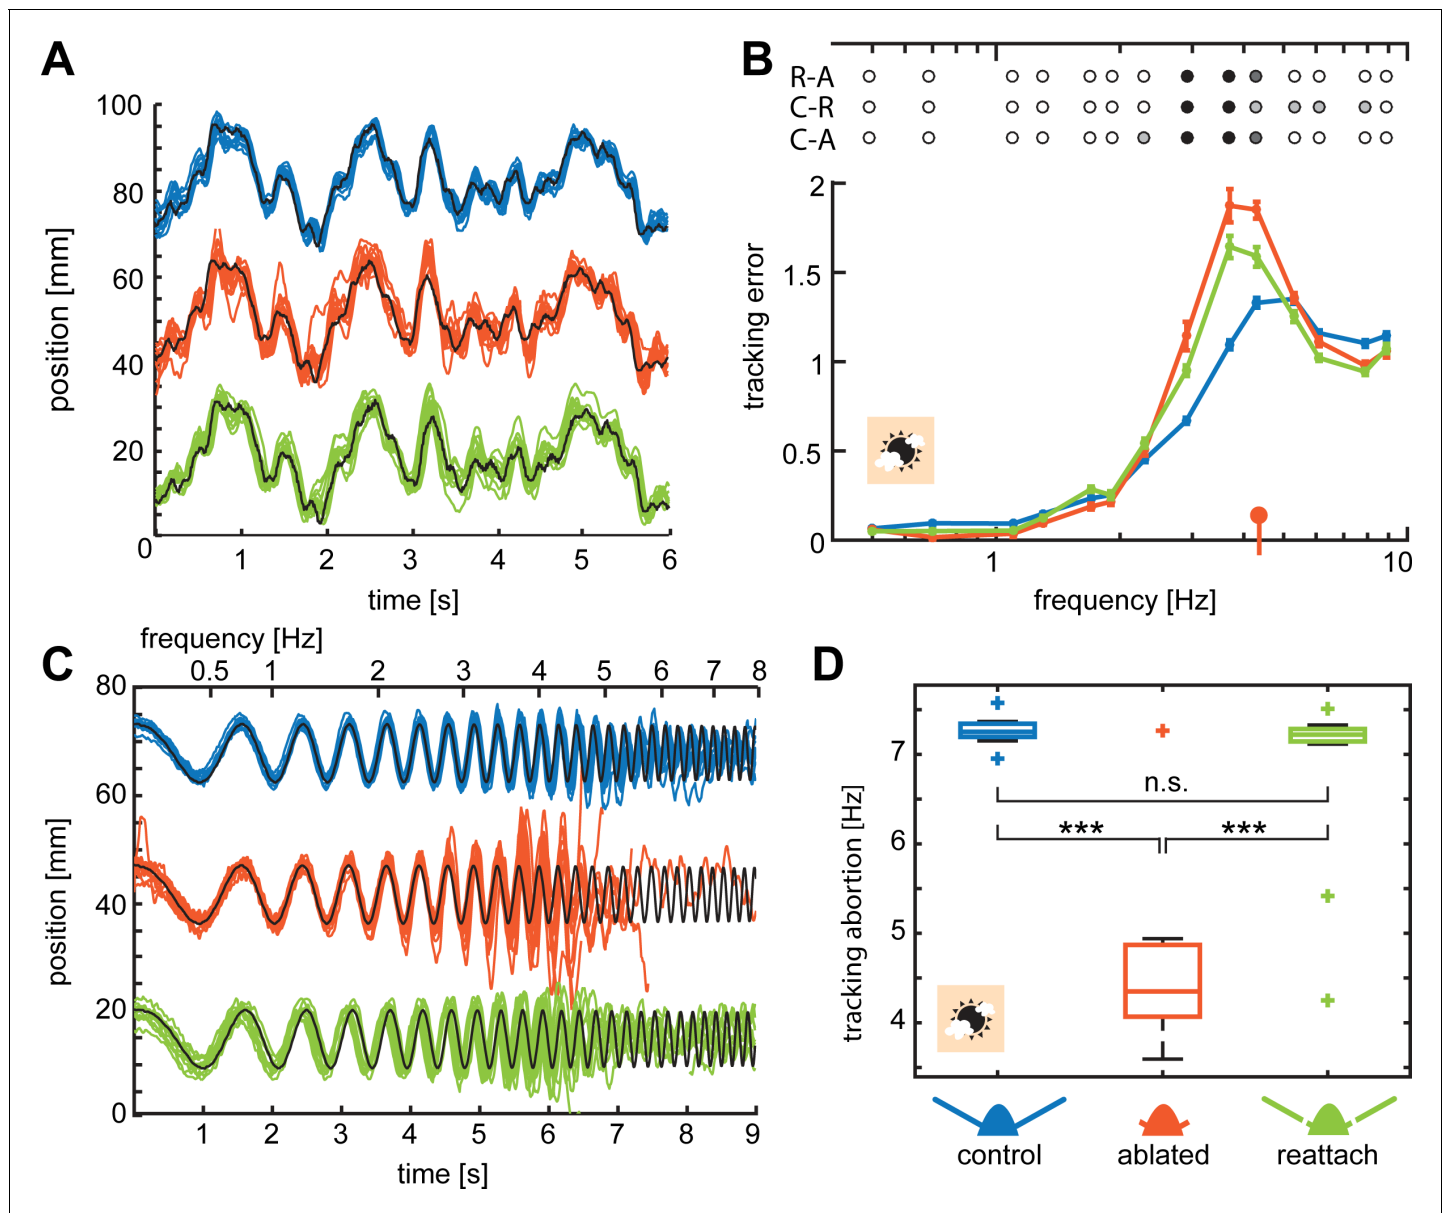 A
100
80
60
40
20
0
1
2
3
4
5
6
position [mm]
time [s]
B
R-A
C-R
C-A
2
1.5
1
0.5
0
1
10
tracking error
frequency [Hz]
C
frequency [Hz]
0.5
1
2
3
4
5
6
7
8
80
60
40
20
0
1
2
3
4
5
6
7
8
9
position [mm]
time [s]
D
7
6
5
4
tracking abortion [Hz]
n.s.
***
***
control
ablated
reattach